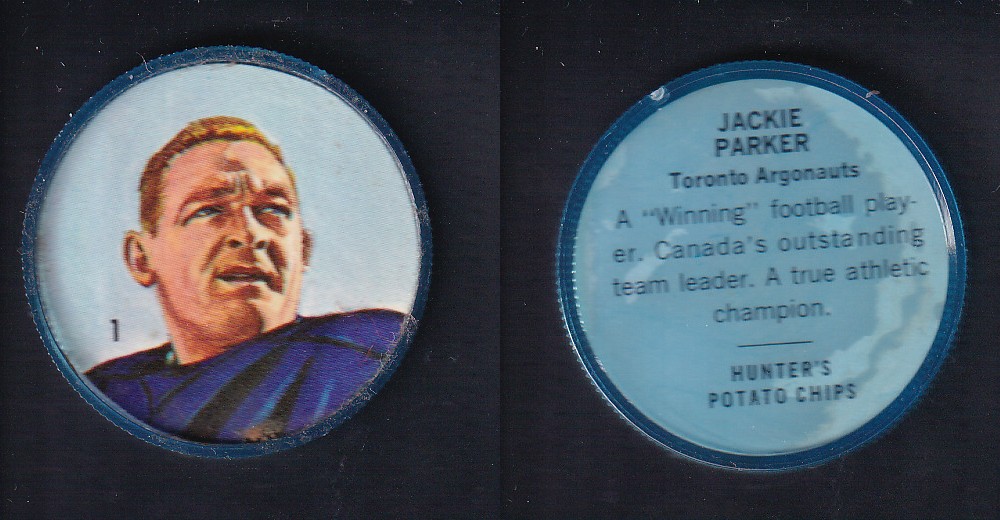 1
JACKIE
PARKER
Toronto Argonauts
A "Winning" football play-
er. Canada's outstanding
team leader. A true athletic
champion.
HUNTER'S
POTATO CHIPS